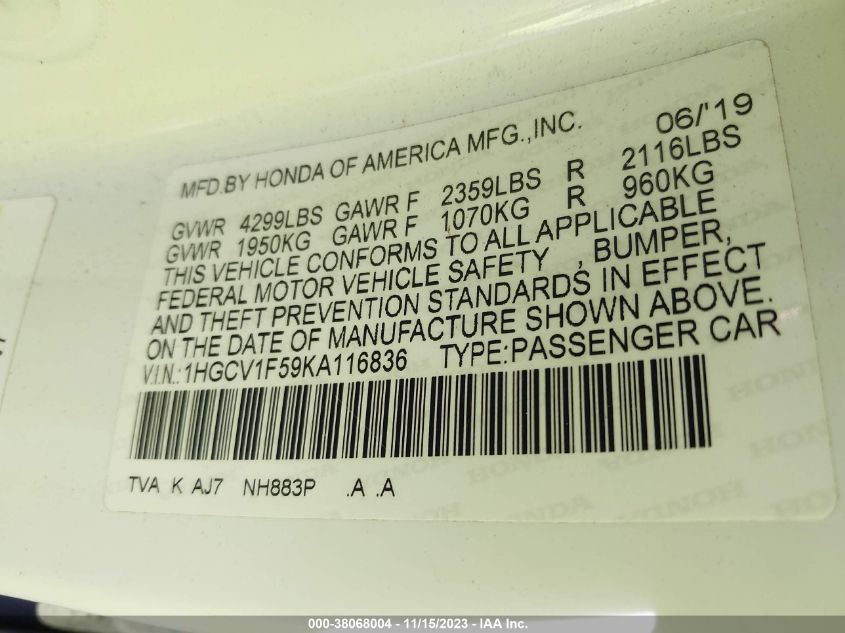 MFD.BY HONDA OF AMERICA MFG.,INC. 06/'19
GVWR 4299LBS GAWR F 2359LBS R 2116LBS
GVWR 1950KG GAWR F 1070KG R 960KG
THIS VEHICLE CONFORMS TO ALL APPLICABLE
FEDERAL MOTOR VEHICLE SAFETY , BUMPER,
AND THEFT PREVENTION STANDARDS IN EFFECT
ON THE DATE OF MANUFACTURE SHOWN ABOVE.
V.I.N.:1HGCV1F59KA116836 TYPE:PASSENGER CAR
TVA K AJ7 NH883P .A .A
000-38068004 - 11/15/2023 - IAA Inc.